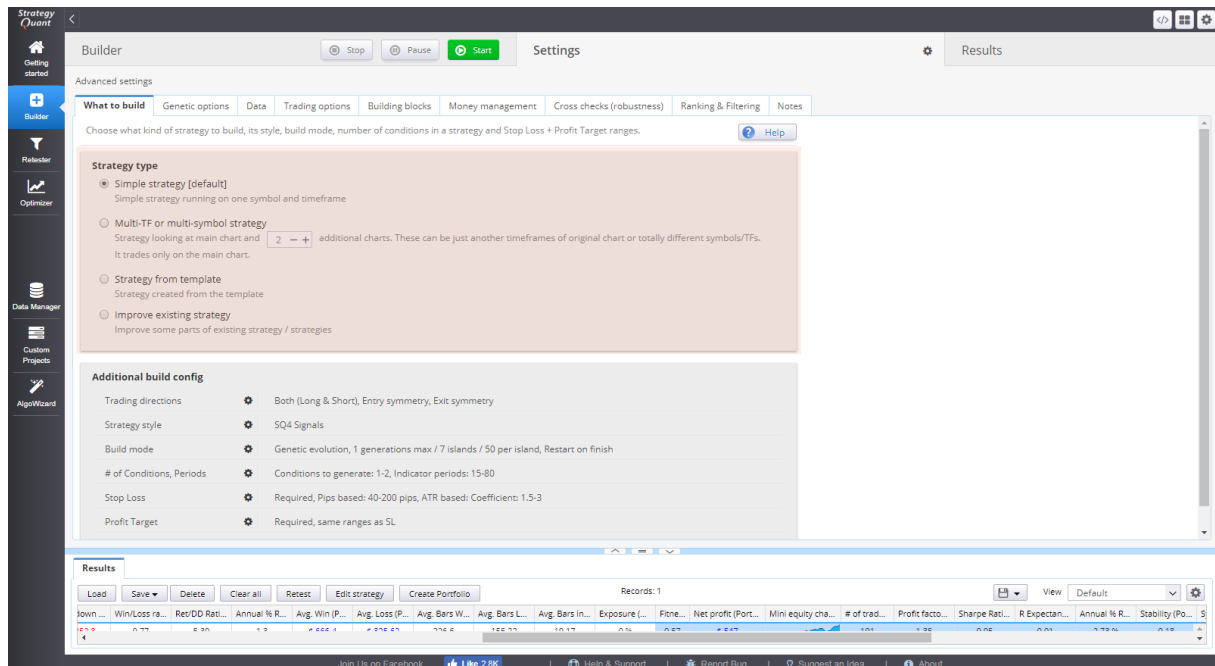 Strategy
Quant
Getting
started
Builder
Retester
Optimizer
Data Manager
Custom
Projects
AlgoWizard
Builder
Stop
Pause
Start
Settings
Results
Advanced settings
What to build
Genetic options
Data
Trading options
Building blocks
Money management
Cross checks (robustness)
Ranking & Filtering
Notes
Choose what kind of strategy to build, its style, build mode, number of conditions in a strategy and Stop Loss + Profit Target ranges.
Help
Strategy type
Simple strategy [default]
Simple strategy running on one symbol and timeframe
Multi-TF or multi-symbol strategy
Strategy looking at main chart and 2 − + additional charts. These can be just another timeframes of original chart or totally different symbols/TFs.
It trades only on the main chart.
Strategy from template
Strategy created from the template
Improve existing strategy
Improve some parts of existing strategy / strategies
Additional build config
Trading directions Both (Long & Short), Entry symmetry, Exit symmetry
Strategy style SQ4 Signals
Build mode Genetic evolution, 1 generations max / 7 islands / 50 per island, Restart on finish
# of Conditions, Periods Conditions to generate: 1-2, Indicator periods: 15-80
Stop Loss Required, Pips based: 40-200 pips, ATR based: Coefficient: 1.5-3
Profit Target Required, same ranges as SL
Results
Load Save Delete Clear all Retest Edit strategy Create Portfolio Records: 1 View Default
down ... Win/Loss ra... Ret/DD Rati... Annual % R... Avg. Win (P... Avg. Loss (P... Avg. Bars W... Avg. Bars L... Avg. Bars in... Exposure (... Fitne... Net profit (Port... Mini equity cha... # of trad... Profit facto... Sharpe Rati... R Expectan... Annual % R... Stability (Po... S
Join Us on Facebook Like 2.8K | Help & Support | Report Bug | Suggest an Idea | About